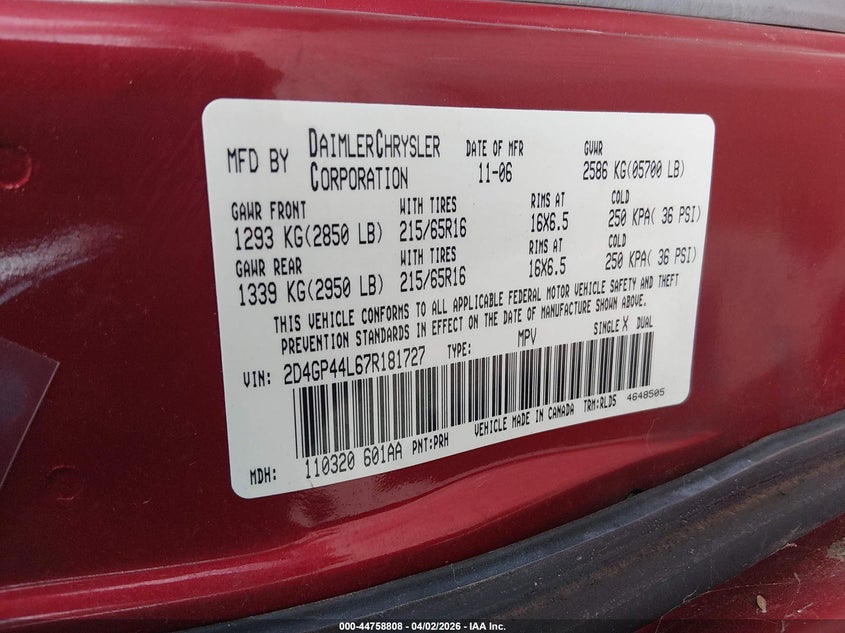 MFD BY DAIMLERCHRYSLER CORPORATION DATE OF MFR 11-06 GVWR 2586 KG(05700 LB)
GAWR FRONT WITH TIRES RIMS AT COLD
1293 KG(2850 LB) 215/65R16 16X6.5 250 KPA( 36 PSI)
GAWR REAR WITH TIRES RIMS AT COLD
1339 KG(2950 LB) 215/65R16 16X6.5 250 KPA( 36 PSI)
THIS VEHICLE CONFORMS TO ALL APPLICABLE FEDERAL MOTOR VEHICLE SAFETY AND THEFT
PREVENTION STANDARDS IN EFFECT ON THE DATE OF MANUFACTURE SHOWN ABOVE.
VIN: 2D4GP44L67R181727 TYPE: MPV SINGLE X DUAL
MDH: 110320 601AA PNT:PRH VEHICLE MADE IN CANADA TRM:RLD5 4648505
000-44758808 - 04/02/2026 - IAA Inc.